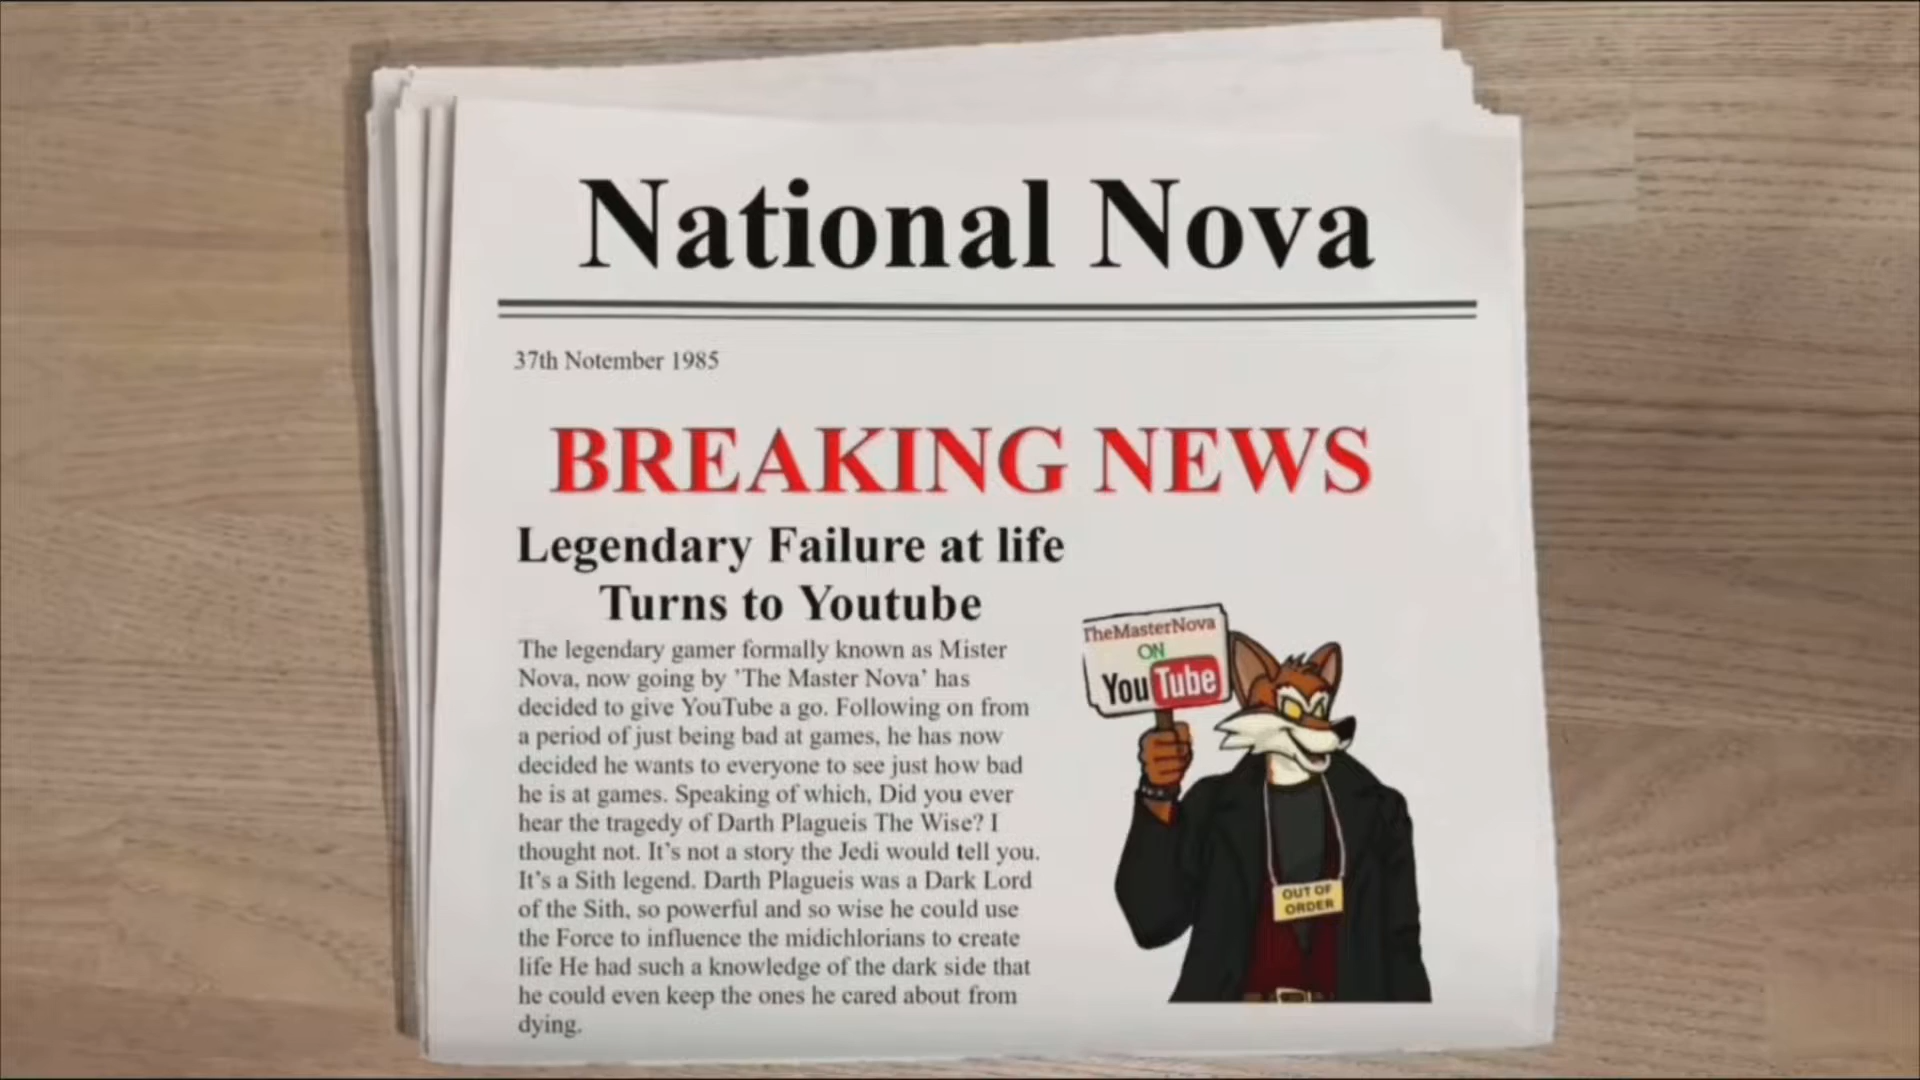 National Nova
37th Notember 1985
BREAKING NEWS
Legendary Failure at life
Turns to Youtube
The legendary gamer formally known as Mister
Nova, now going by 'The Master Nova' has
decided to give YouTube a go. Following on from
a period of just being bad at games, he has now
decided he wants to everyone to see just how bad
he is at games. Speaking of which, Did you ever
hear the tragedy of Darth Plagueis The Wise? I
thought not. It's not a story the Jedi would tell you.
It's a Sith legend. Darth Plagueis was a Dark Lord
of the Sith, so powerful and so wise he could use
the Force to influence the midichlorians to create
life He had such a knowledge of the dark side that
he could even keep the ones he cared about from
dying.
TheMasterNova
ON
YouTube
OUT OF
ORDER